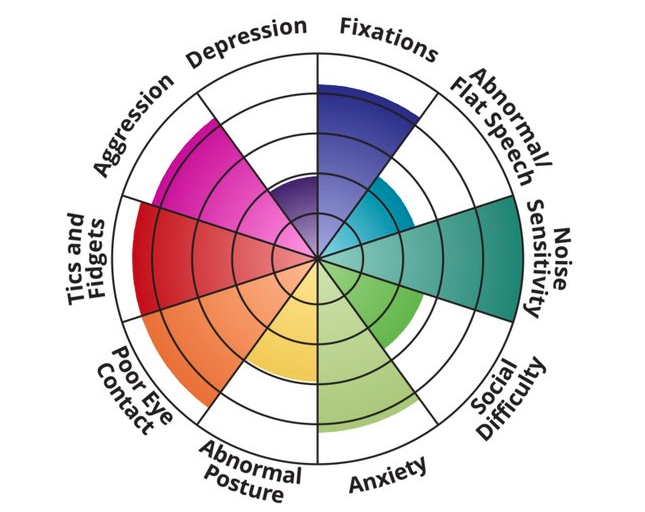 Fixations
Abnormal/
Flat Speech
Noise
Sensitivity
Social
Difficulty
Anxiety
Abnormal
Posture
Poor Eye
Contact
Tics and
Fidgets
Aggression
Depression